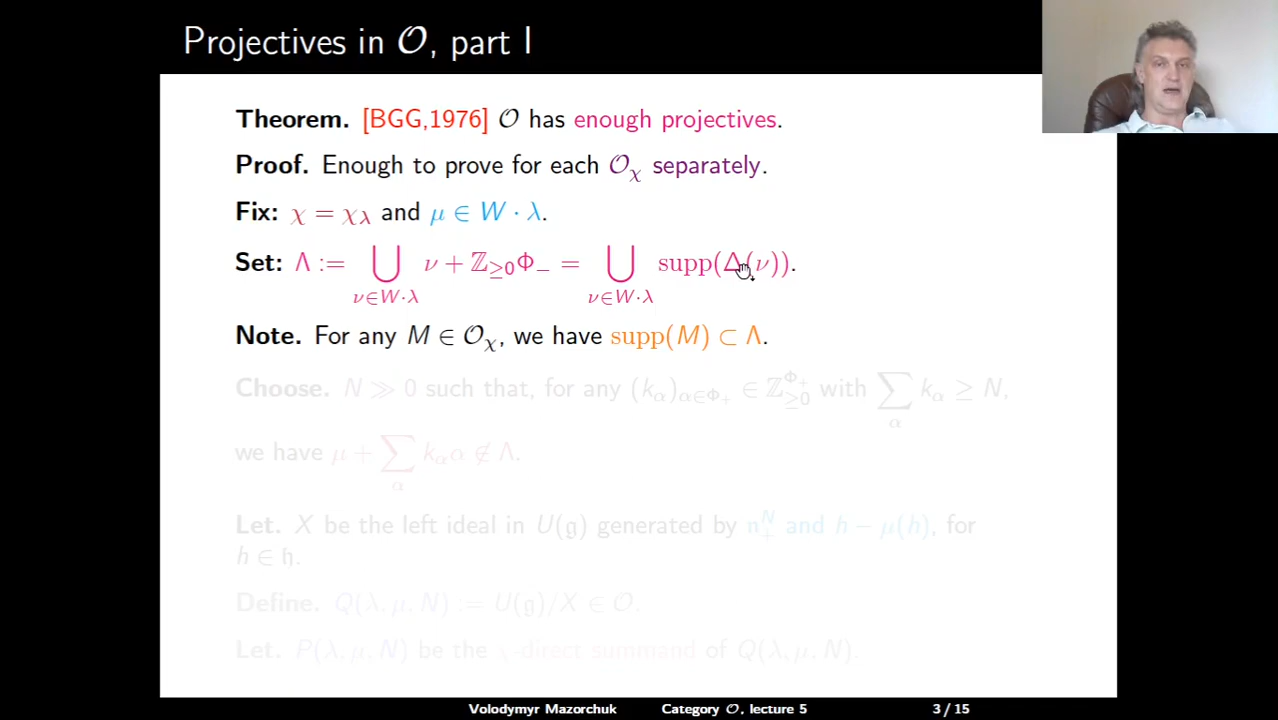 Projectives in 𝒪, part I
Theorem. [BGG,1976] 𝒪 has enough projectives.
Proof. Enough to prove for each 𝒪_χ separately.
Fix: χ = χ_λ and μ ∈ W · λ.
Set: Λ := ⋃_{ν∈W·λ} ν + ℤ_{≥0}Φ_− = ⋃_{ν∈W·λ} supp(Δ(ν)).
Note. For any M ∈ 𝒪_χ, we have supp(M) ⊂ Λ.
Choose. N ≫ 0 such that, for any (k_α)_{α∈Φ_+} ∈ ℤ_{≥0}^{Φ_+} with ∑_α k_α ≥ N,
we have μ + ∑_α k_α α ∉ Λ.
Let. X be the left ideal in U(𝔤) generated by 𝔫_+^N and h − μ(h), for
h ∈ 𝔥.
Define. Q(λ, μ, N) := U(𝔤)/X ∈ 𝒪.
Let. P(λ, μ, N) be the χ-direct summand of Q(λ, μ, N).
Volodymyr Mazorchuk Category 𝒪, lecture 5 3 / 15